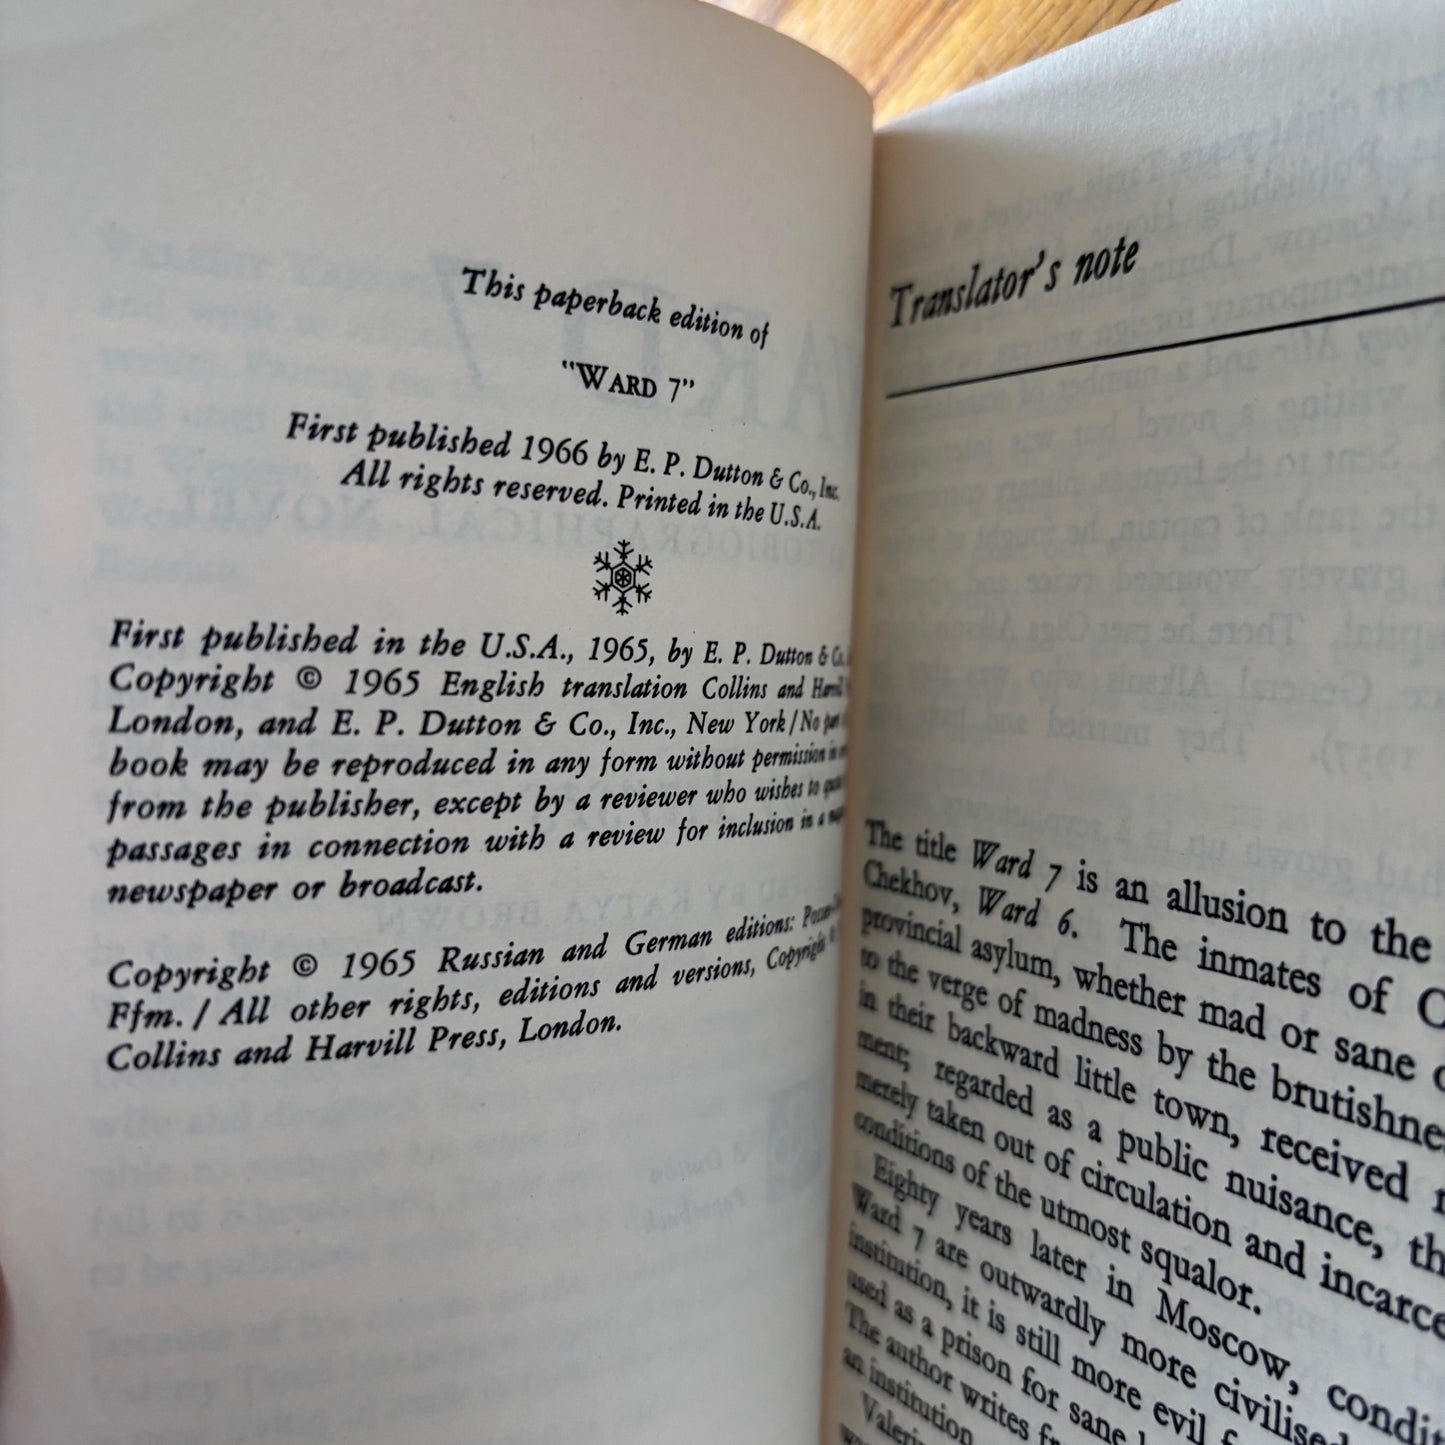 This paperback edition of
"WARD 7"
First published 1966 by E. P. Dutton & Co., Inc.
All rights reserved. Printed in the U.S.A.
First published in the U.S.A., 1965, by E. P. Dutton & Co.
Copyright © 1965 English translation Collins and Harvill
London, and E. P. Dutton & Co., Inc., New York/No part
book may be reproduced in any form without permission in
from the publisher, except by a reviewer who wishes to
passages in connection with a review for inclusion in a
newspaper or broadcast.
Copyright © 1965 Russian and German editions:
Ffm. / All other rights, editions and versions, Copyright ©
Collins and Harvill Press, London.
Translator's note
The title Ward 7 is an allusion to the
Chekhov, Ward 6. The inmates of
provincial asylum, whether mad or sane
to the verge of madness by the
in their backward little town, received
ment; regarded as a public nuisance,
merely taken out of circulation and
conditions of the utmost squalor.
Eighty years later in Moscow,
Ward 7 are outwardly more
institution, it is still more evil
used as a prison for sane
The author writes
an institution